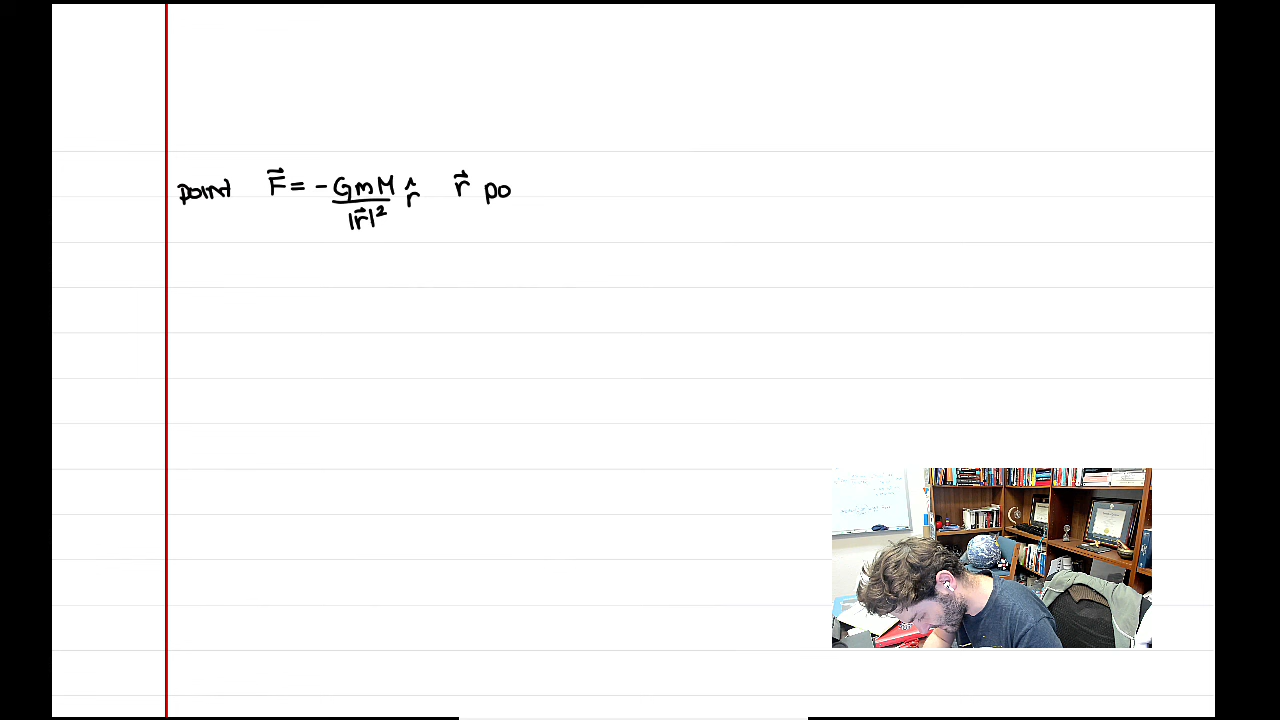 point F⃗ = - GmM/|r⃗|² r̂ r⃗ po